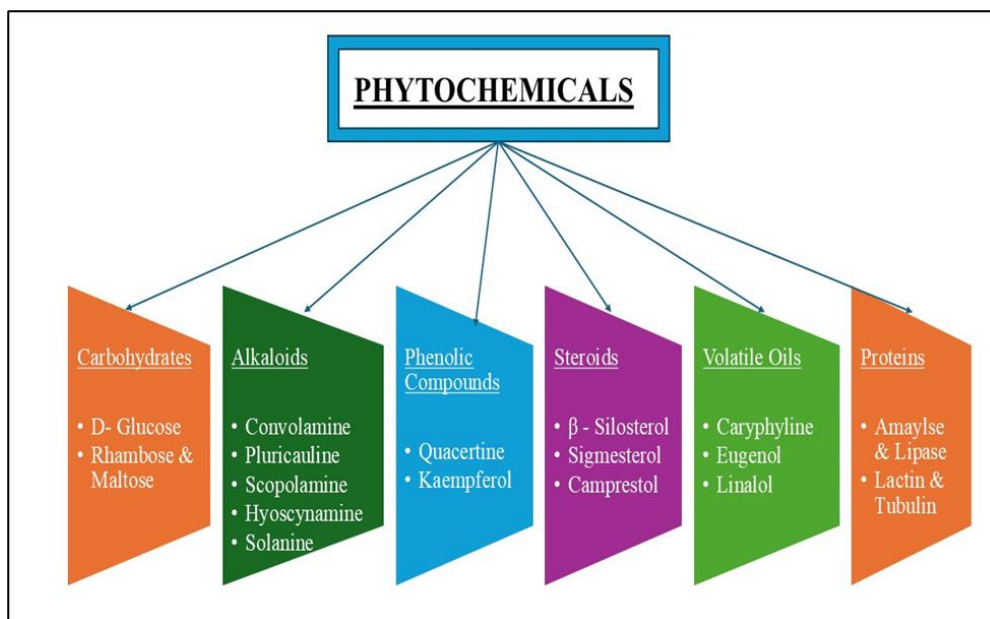 PHYTOCHEMICALS
Carbohydrates
• D- Glucose
• Rhambose &
Maltose
Alkaloids
• Convolamine
• Pluricauline
• Scopolamine
• Hyoscynamine
• Solanine
Phenolic
Compounds
• Quacertine
• Kaempferol
Steroids
• β - Silosterol
• Sigmesterol
• Camprestol
Volatile Oils
• Caryphyline
• Eugenol
• Linalol
Proteins
• Amaylse
& Lipase
• Lactin &
Tubulin